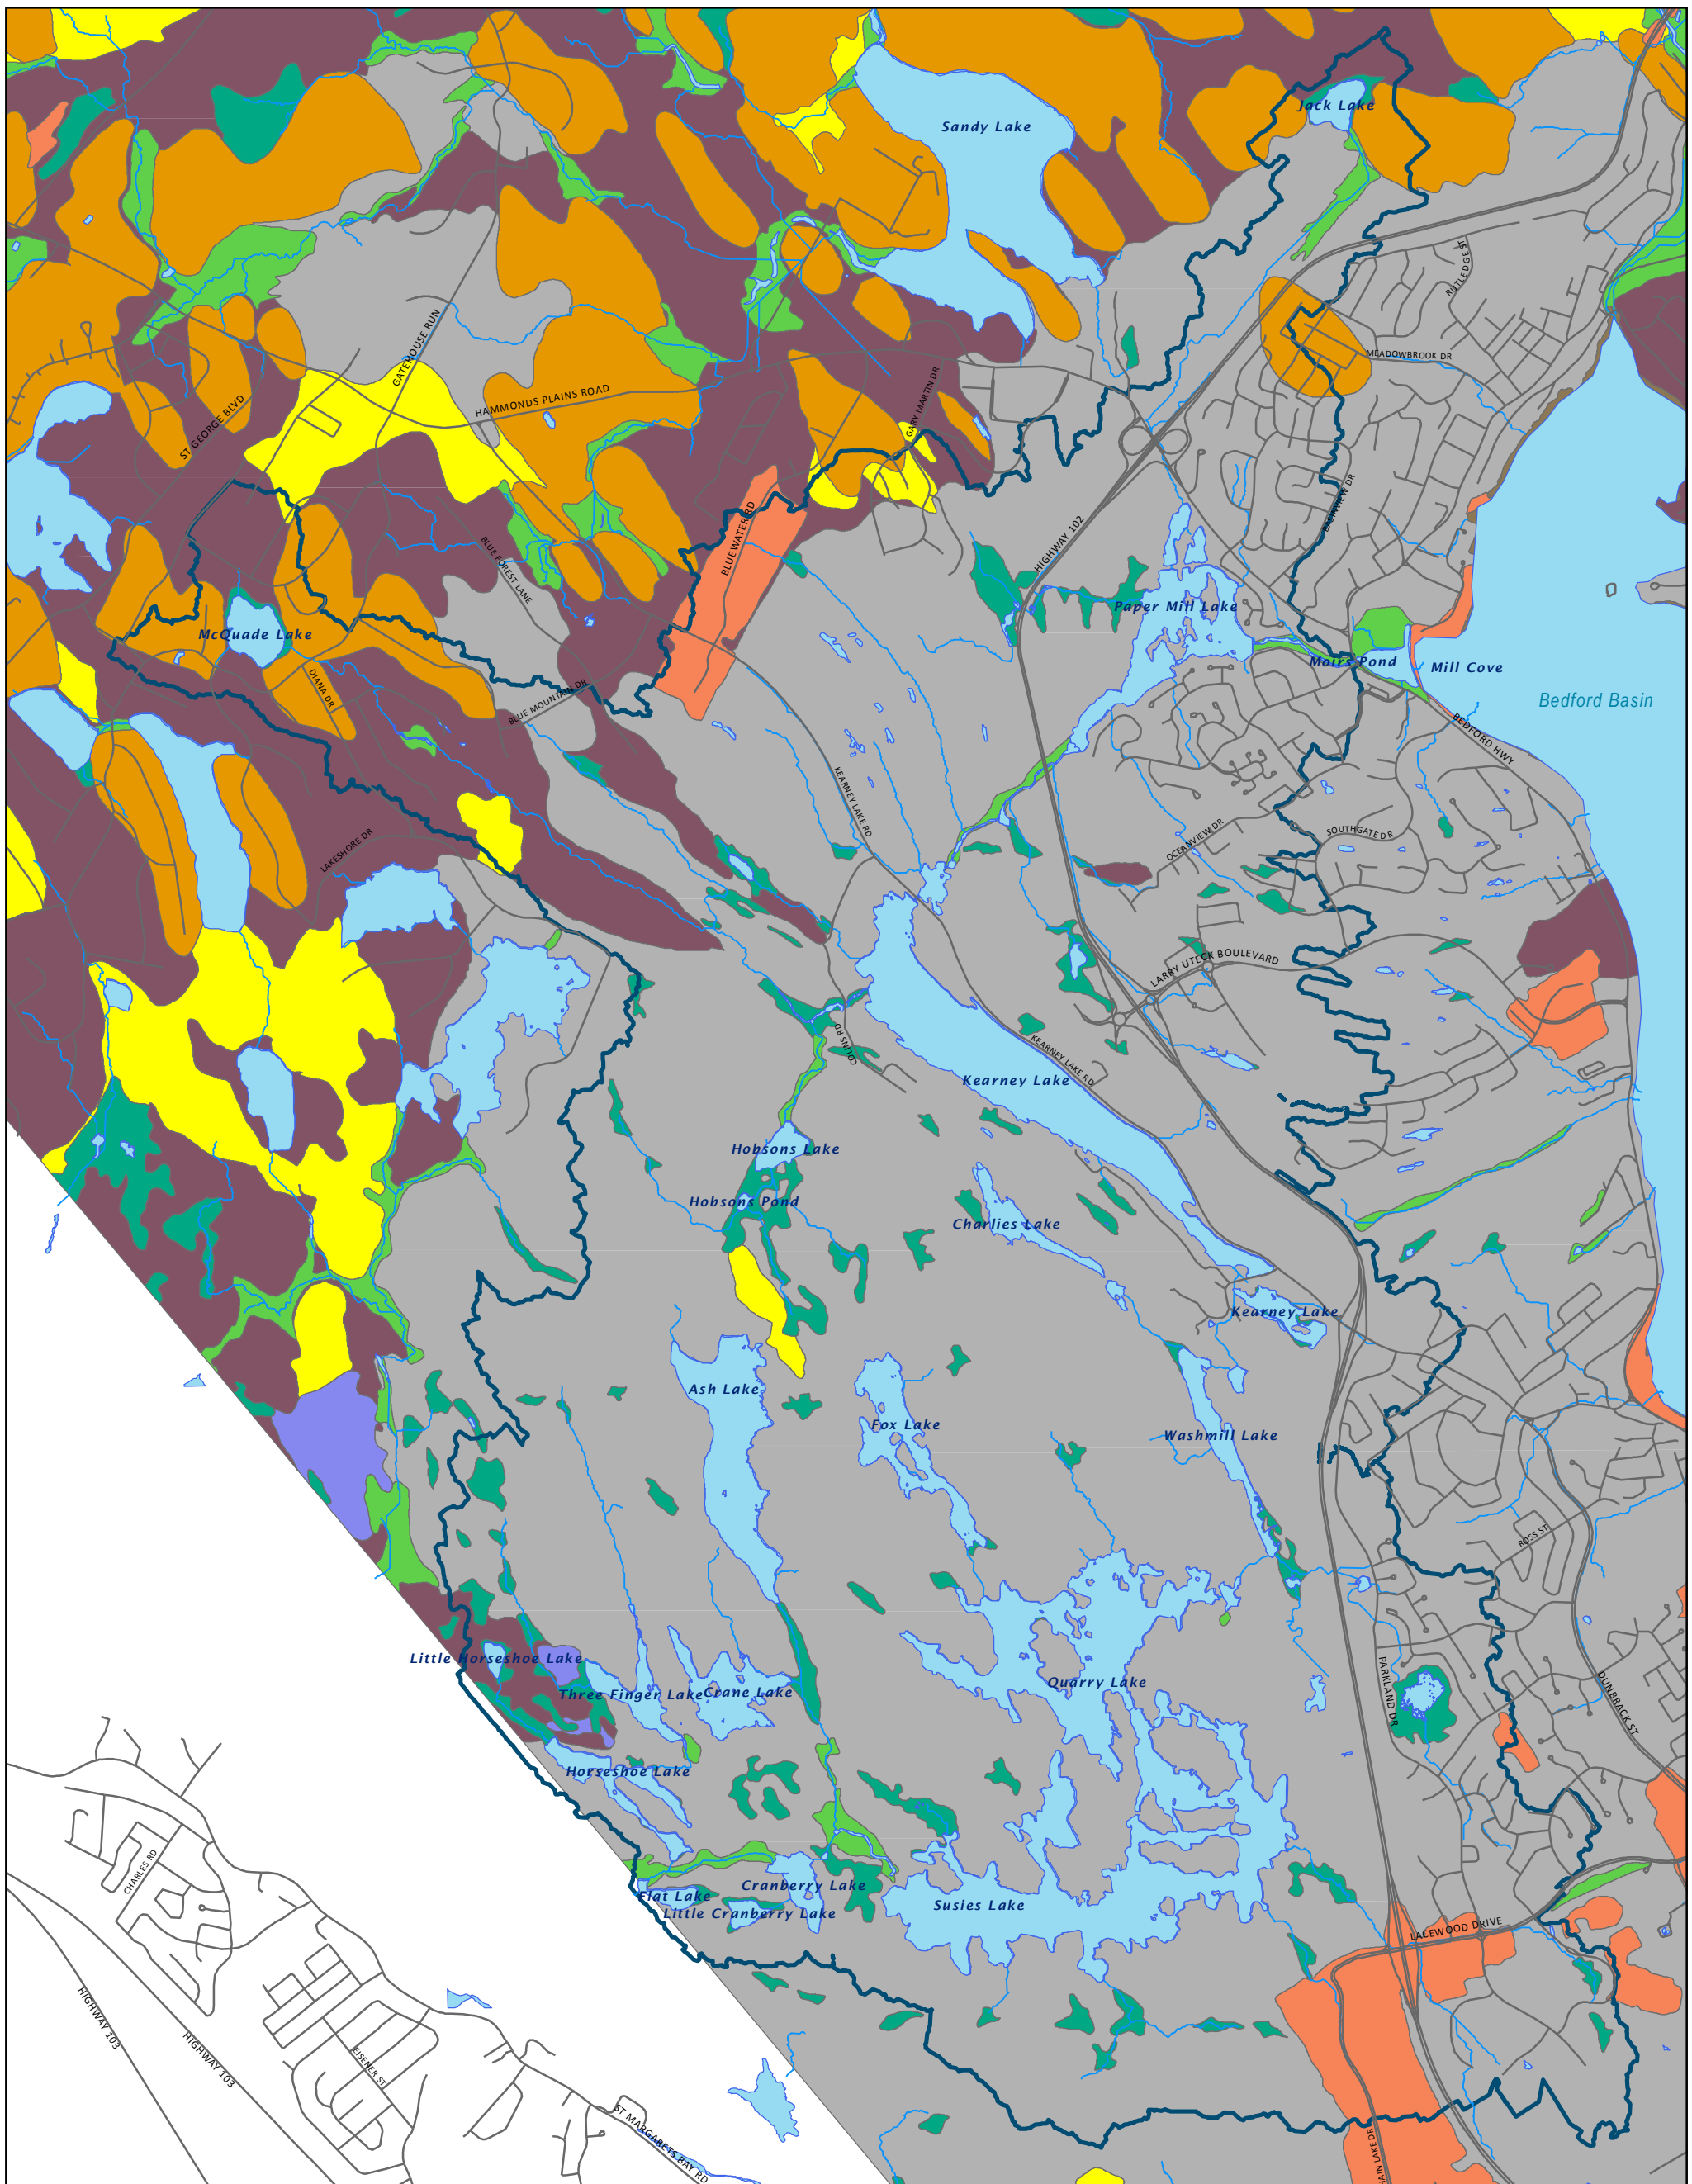 Jack Lake
Sandy Lake
RUTLEDGE ST
GATEHOUSE RUN
MEADOWBROOK DR
HAMMONDS PLAINS ROAD
ST GEORGE BLVD
GARY MARTIN DR
BASINVIEW DR
BLUEWATER RD
HIGHWAY 102
BLUE FOREST LANE
Paper Mill Lake
McQuade Lake
Moirs Pond
Mill Cove
DIANA DR
BLUE MOUNTAIN DR
Bedford Basin
BEDFORD HWY
KEARNEY LAKE RD
OCEANVIEW DR
SOUTHGATE DR
LAKESHORE DR
LARRY UTECK BOULEVARD
COLINS RD
KEARNEY LAKE RD
Kearney Lake
Hobsons Lake
Hobsons Pond
Charlies Lake
Kearney Lake
Ash Lake
Fox Lake
Washmill Lake
ROSS ST
Little Horseshoe Lake
Three Finger Lake
Crane Lake
Quarry Lake
PARKLAND DR
DUNBRACK ST
Horseshoe Lake
CHARLES RD
Cranberry Lake
Flat Lake
Little Cranberry Lake
Susies Lake
LACEWOOD DRIVE
HIGHWAY 103
HIGHWAY 103
EISENER ST
ST MARGARETS BAY RD
AIN LAKE DR